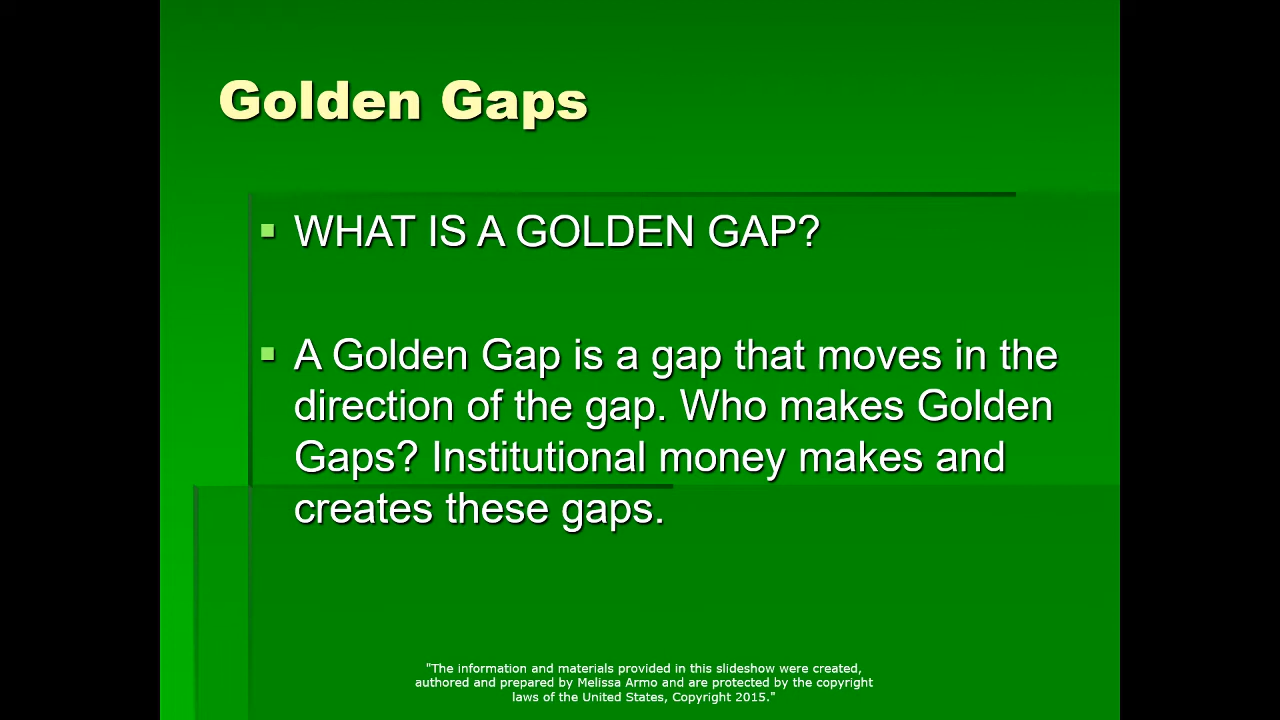 Golden Gaps
WHAT IS A GOLDEN GAP?
A Golden Gap is a gap that moves in the
direction of the gap. Who makes Golden
Gaps? Institutional money makes and
creates these gaps.
"The information and materials provided in this slideshow were created,
authored and prepared by Melissa Armo and are protected by the copyright
laws of the United States, Copyright 2015."